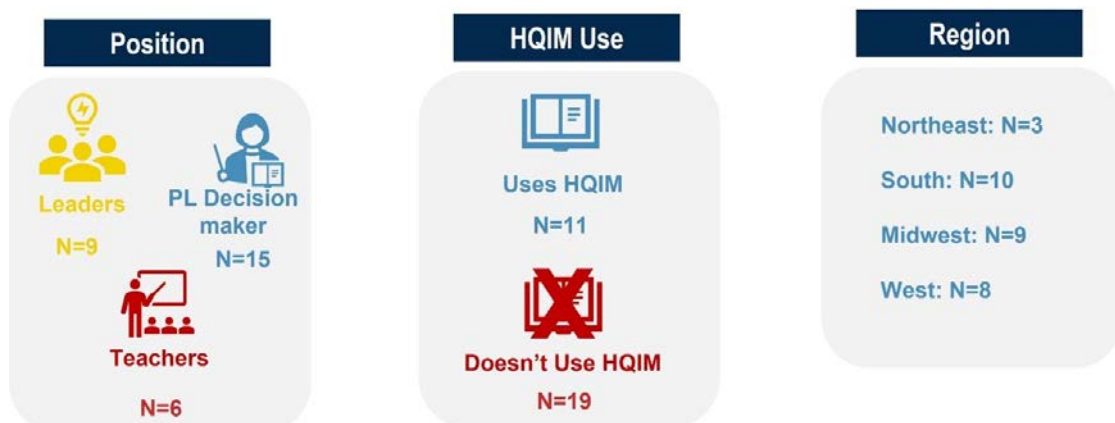 Position
Leaders
N=9
PL Decision
maker
N=15
Teachers
N=6
HQIM Use
Uses HQIM
N=11
Doesn’t Use HQIM
N=19
Region
Northeast: N=3
South: N=10
Midwest: N=9
West: N=8